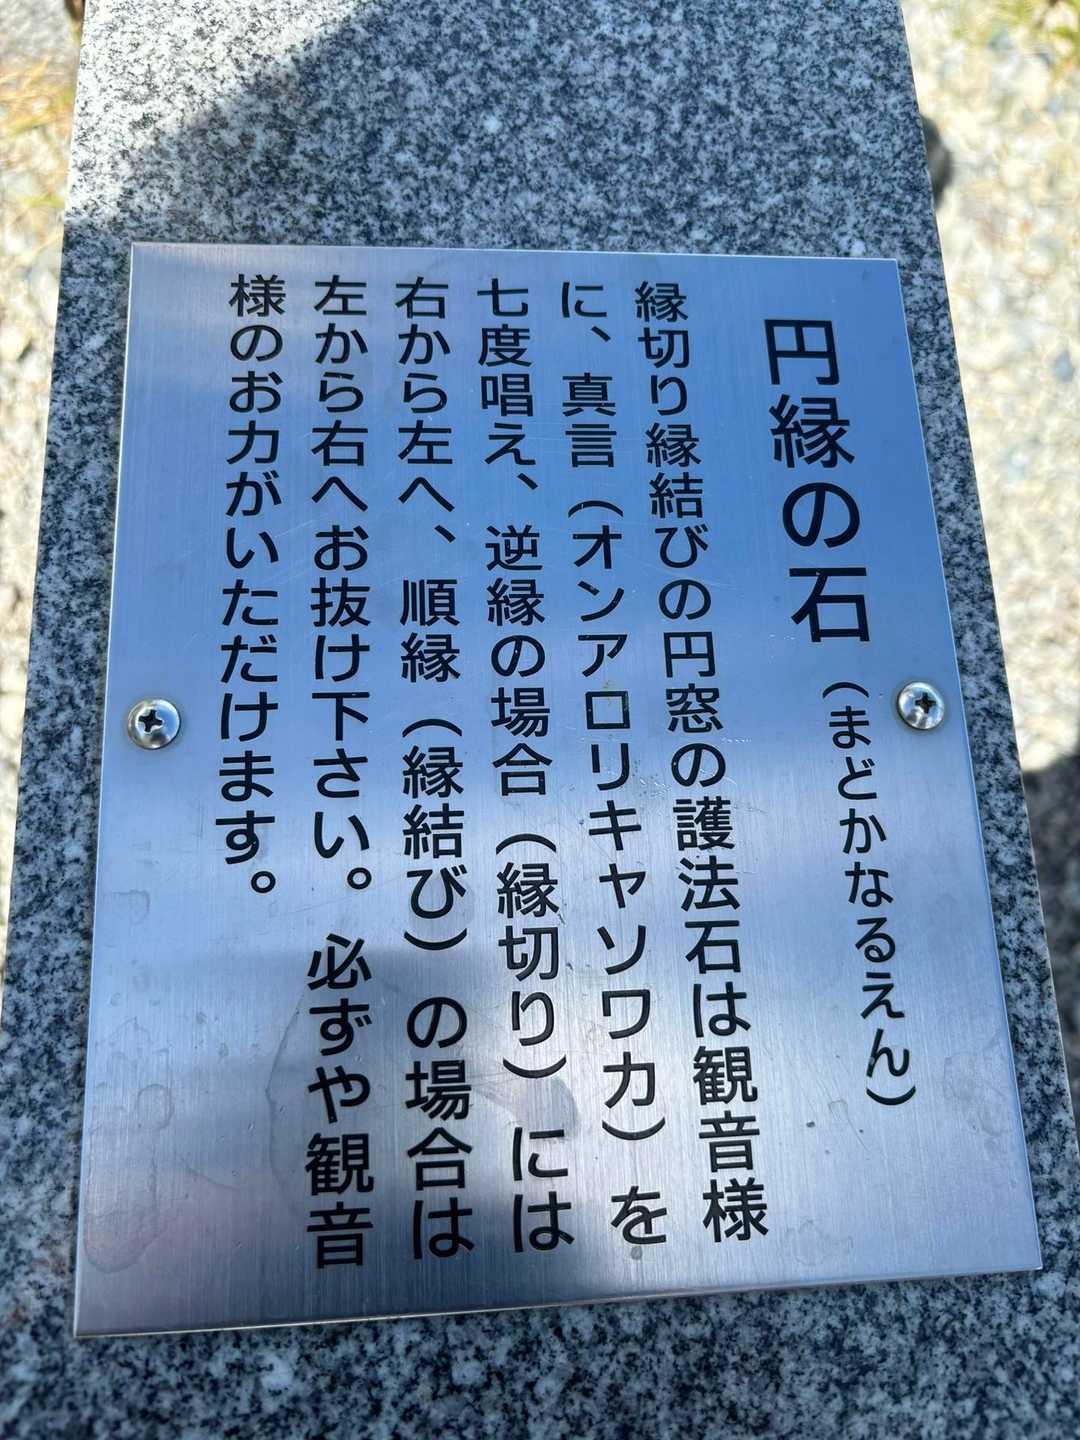 円縁の石（まどかなるえん）
縁切り縁結びの円窓の護法石は観音様
に、真言（オンアロリキャソワカ）を
七度唱え、逆縁の場合（縁切り）には
右から左へ、順縁（縁結び）の場合は
左から右へお抜け下さい。必ずや観音
様のお力がいただけます。